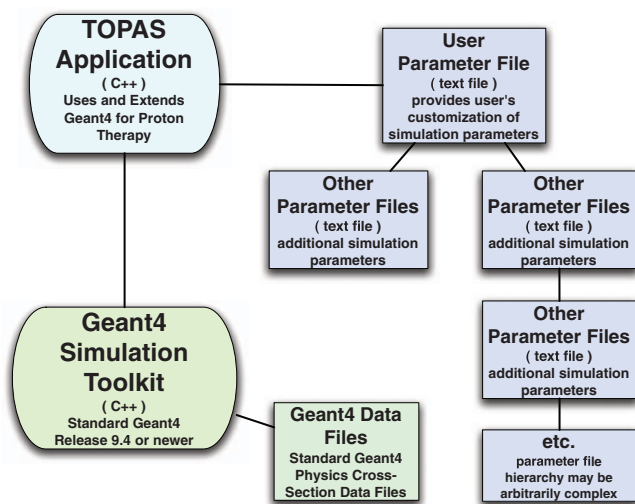 TOPAS
Application
( C++ )
Uses and Extends
Geant4 for Proton
Therapy
User
Parameter File
( text file )
provides user's
customization of
simulation parameters
Other
Parameter Files
( text file )
additional simulation
parameters
Other
Parameter Files
( text file )
additional simulation
parameters
Geant4
Simulation
Toolkit
( C++ )
Standard Geant4
Release 9.4 or newer
Other
Parameter Files
( text file )
additional simulation
parameters
Geant4 Data
Files
Standard Geant4
Physics Cross-
Section Data Files
etc.
parameter file
hierarchy may be
arbitrarily complex